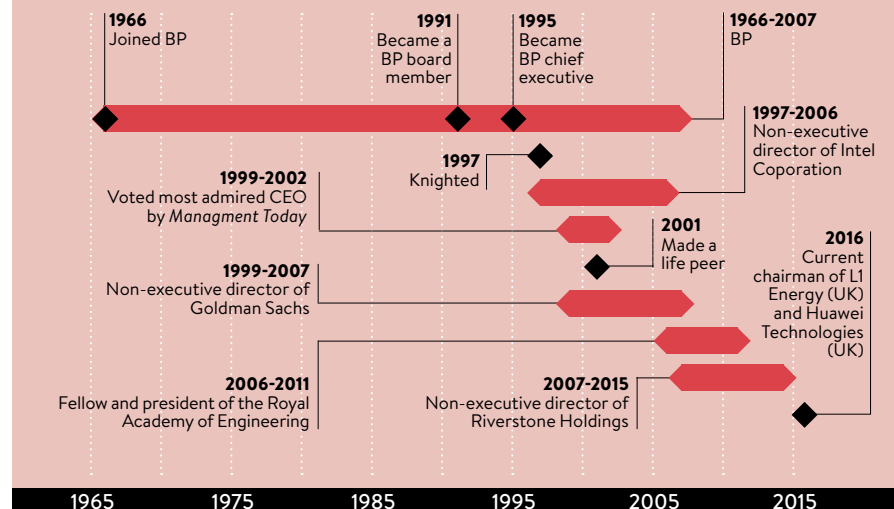 1966
Joined BP
1991
Became a
BP board
member
1995
Became
BP chief
executive
1966-2007
BP
1997-2006
Non-executive
director of Intel
Coporation
1997
Knighted
1999-2002
Voted most admired CEO
by Managment Today
2001
Made a
life peer
2016
Current
chairman of L1
Energy (UK)
and Huawei
Technologies
(UK)
1999-2007
Non-executive director of
Goldman Sachs
2006-2011
Fellow and president of the Royal
Academy of Engineering
2007-2015
Non-executive director of
Riverstone Holdings
1965 1975 1985 1995 2005 2015